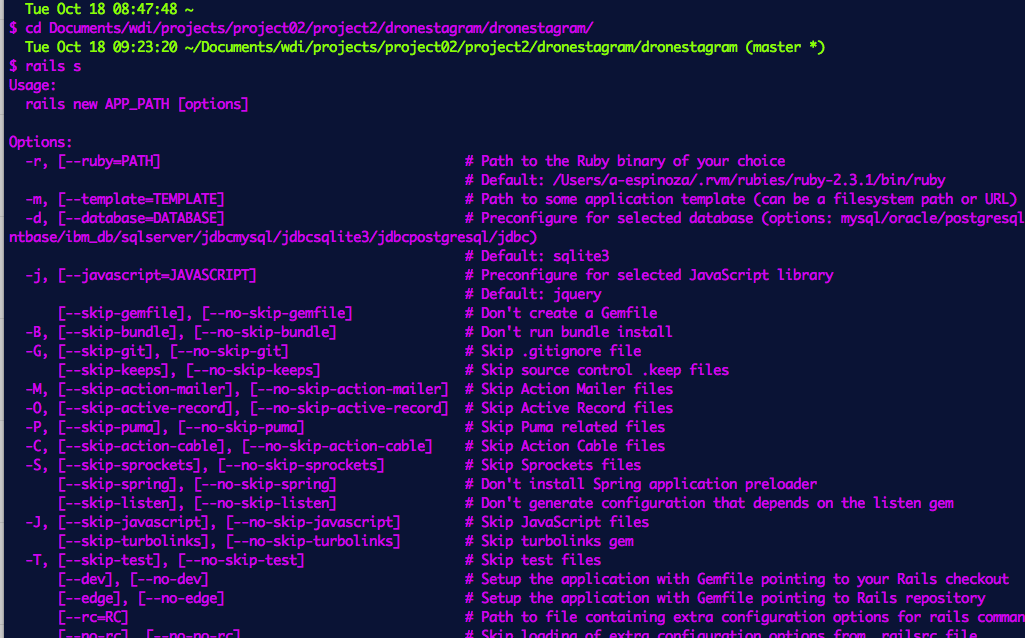 Tue Oct 18 08:47:48 ~
$ cd Documents/wdi/projects/project02/project2/dronestagram/dronestagram/
Tue Oct 18 09:23:20 ~/Documents/wdi/projects/project02/project2/dronestagram/dronestagram (master *)
$ rails s
Usage:
rails new APP_PATH [options]
Options:
-r, [--ruby=PATH] # Path to the Ruby binary of your choice
# Default: /Users/a-espinoza/.rvm/rubies/ruby-2.3.1/bin/ruby
-m, [--template=TEMPLATE] # Path to some application template (can be a filesystem path or URL)
-d, [--database=DATABASE] # Preconfigure for selected database (options: mysql/oracle/postgresql
ntbase/ibm_db/sqlserver/jdbcmysql/jdbcsqlite3/jdbcpostgresql/jdbc)
# Default: sqlite3
-j, [--javascript=JAVASCRIPT] # Preconfigure for selected JavaScript library
# Default: jquery
[--skip-gemfile], [--no-skip-gemfile] # Don't create a Gemfile
-B, [--skip-bundle], [--no-skip-bundle] # Don't run bundle install
-G, [--skip-git], [--no-skip-git] # Skip .gitignore file
[--skip-keeps], [--no-skip-keeps] # Skip source control .keep files
-M, [--skip-action-mailer], [--no-skip-action-mailer] # Skip Action Mailer files
-O, [--skip-active-record], [--no-skip-active-record] # Skip Active Record files
-P, [--skip-puma], [--no-skip-puma] # Skip Puma related files
-C, [--skip-action-cable], [--no-skip-action-cable] # Skip Action Cable files
-S, [--skip-sprockets], [--no-skip-sprockets] # Skip Sprockets files
[--skip-spring], [--no-skip-spring] # Don't install Spring application preloader
[--skip-listen], [--no-skip-listen] # Don't generate configuration that depends on the listen gem
-J, [--skip-javascript], [--no-skip-javascript] # Skip JavaScript files
[--skip-turbolinks], [--no-skip-turbolinks] # Skip turbolinks gem
-T, [--skip-test], [--no-skip-test] # Skip test files
[--dev], [--no-dev] # Setup the application with Gemfile pointing to your Rails checkout
[--edge], [--no-edge] # Setup the application with Gemfile pointing to Rails repository
[--rc=RC] # Path to file containing extra configuration options for rails comman
[--no-rc], [--no-no-rc] # Skip loading of extra configuration options from .railsrc file